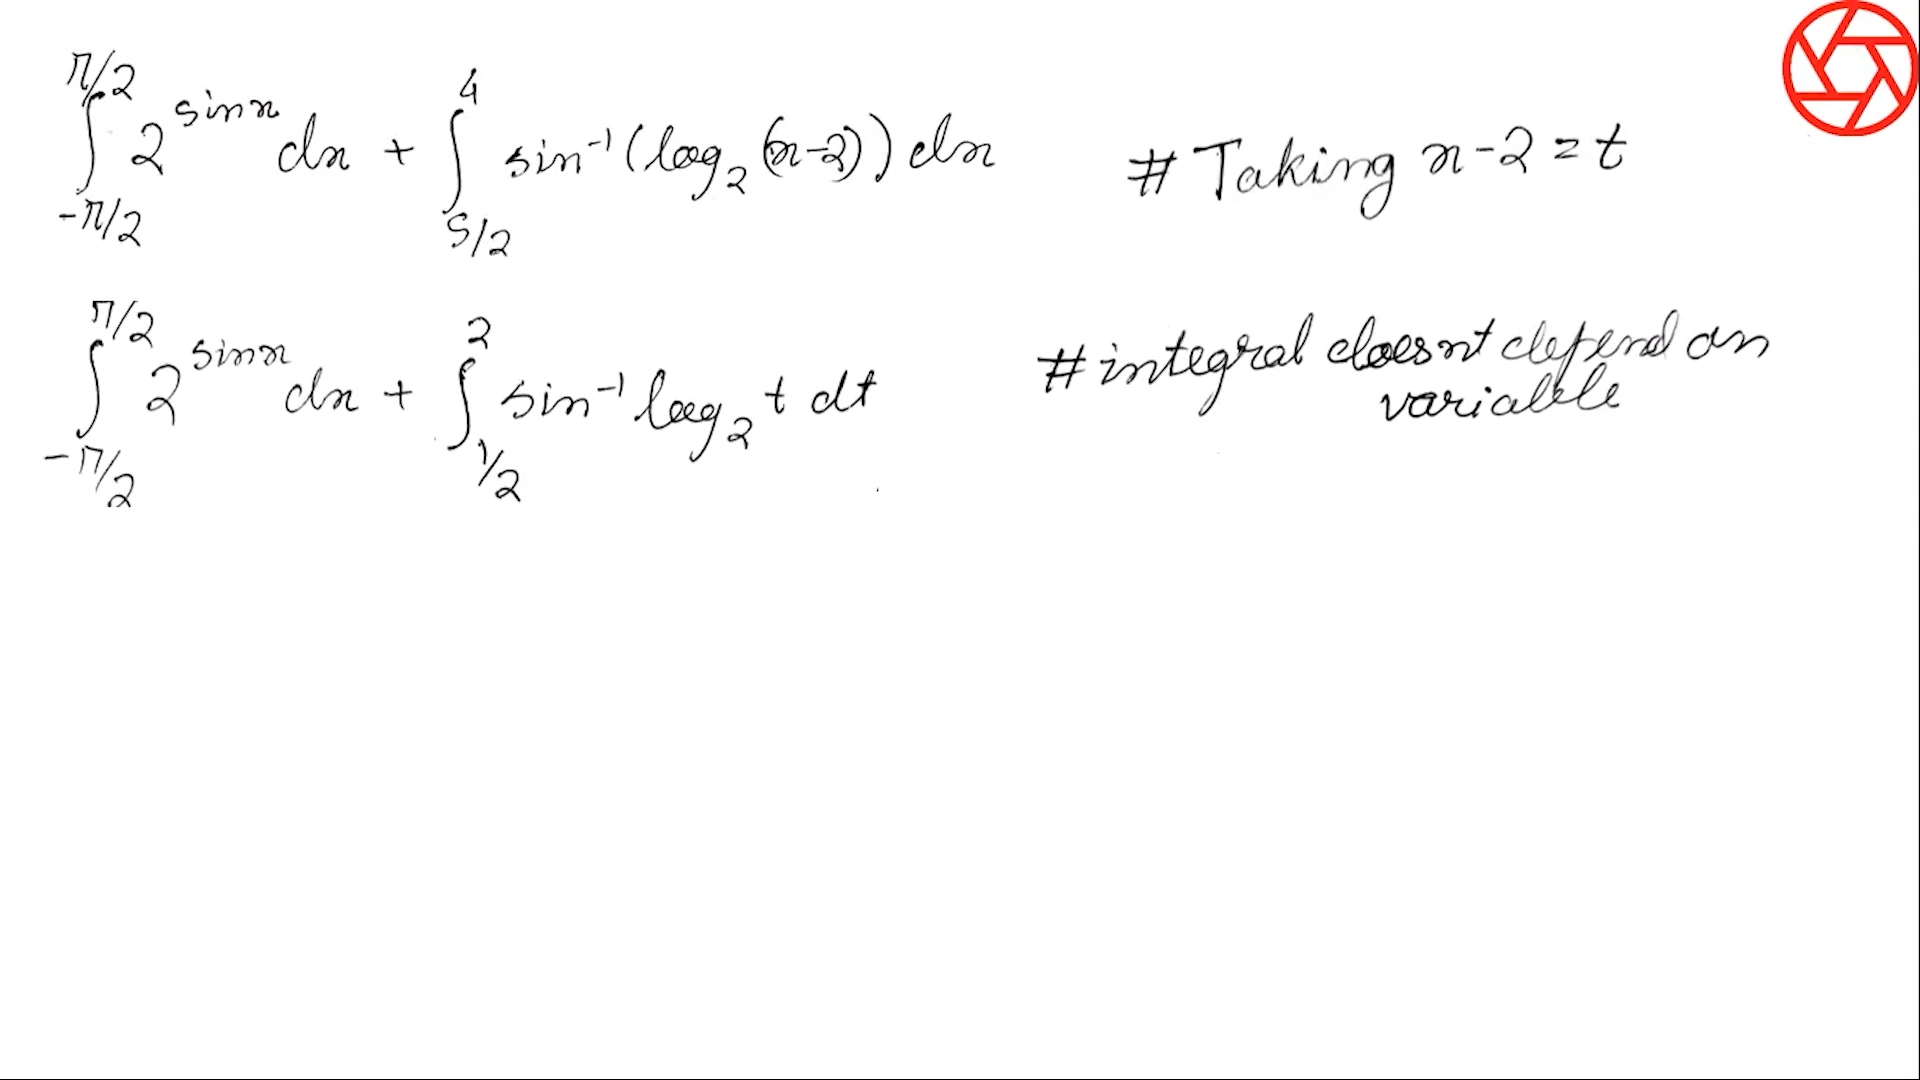 ∫_{-π/2}^{π/2} 2^{sin x} dx + ∫_{5/2}^{4} sin⁻¹(log₂(x-2)) dx
# Taking x-2 = t
∫_{-π/2}^{π/2} 2^{sin x} dx + ∫_{1/2}^{2} sin⁻¹ log₂ t dt
# integral doesnt depend on
variable